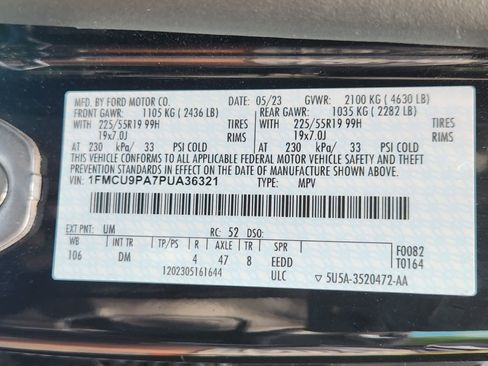 MFD. BY FORD MOTOR CO. 05/23 GVWR: 2100 KG ( 4630 LB)
FRONT GAWR: 1105 KG ( 2436 LB) REAR GAWR: 1035 KG ( 2282 LB)
WITH 225/55R19 99H TIRES WITH 225/55R19 99H TIRES
19x7.0J RIMS 19x7.0J RIMS
AT 230 kPa/ 33 PSI COLD AT 230 kPa/ 33 PSI COLD
THIS VEHICLE CONFORMS TO ALL APPLICABLE FEDERAL MOTOR VEHICLE SAFETY AND THEFT PREVENTION
STANDARDS IN EFFECT ON THE DATE OF MANUFACTURE SHOWN ABOVE.
VIN: 1FMCU9PA7PUA36321 TYPE: MPV
EXT PNT: UM RC: 52 DSO:
WB INT TR TP/PS R AXLE TR SPR F0082
106 DM 4 47 8 EEDD T0164
1202305161644 ULC 5U5A-3520472-AA